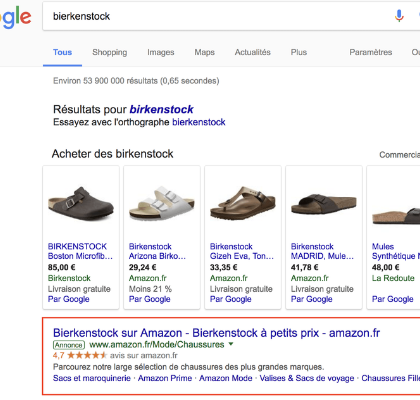 gle
bierkenstock
Tous Shopping Images Maps Actualités Plus Paramètres
Environ 53 900 000 résultats (0,65 secondes)
Résultats pour birkenstock
Essayez avec l'orthographe bierkenstock
Acheter des birkenstock
BIRKENSTOCK
Boston Microfib...
85,00 €
Birkenstock
Livraison gratuite
Par Google
Birkenstock
Arizona Birko...
29,24 €
Amazon.fr
Moins 21 %
Par Google
Birkenstock
Gizeh Eva, Ton...
33,35 €
Amazon.fr
Livraison gratuite
Par Google
Birkenstock
MADRID, Mule...
41,78 €
Amazon.fr
Livraison gratuite
Par Google
Mules
Synthétique
48,00 €
La Redoute
Par Google
Bierkenstock sur Amazon - Bierkenstock à petits prix - amazon.fr
Annonce www.amazon.fr/Mode/Chaussures
4,7 ★★★★★ avis sur amazon.fr
Parcourez notre large sélection de chaussures des plus grandes marques.
Sacs et maroquinerie · Amazon Prime · Amazon Mode · Valises & Sacs de voyage · Chaussures Fille